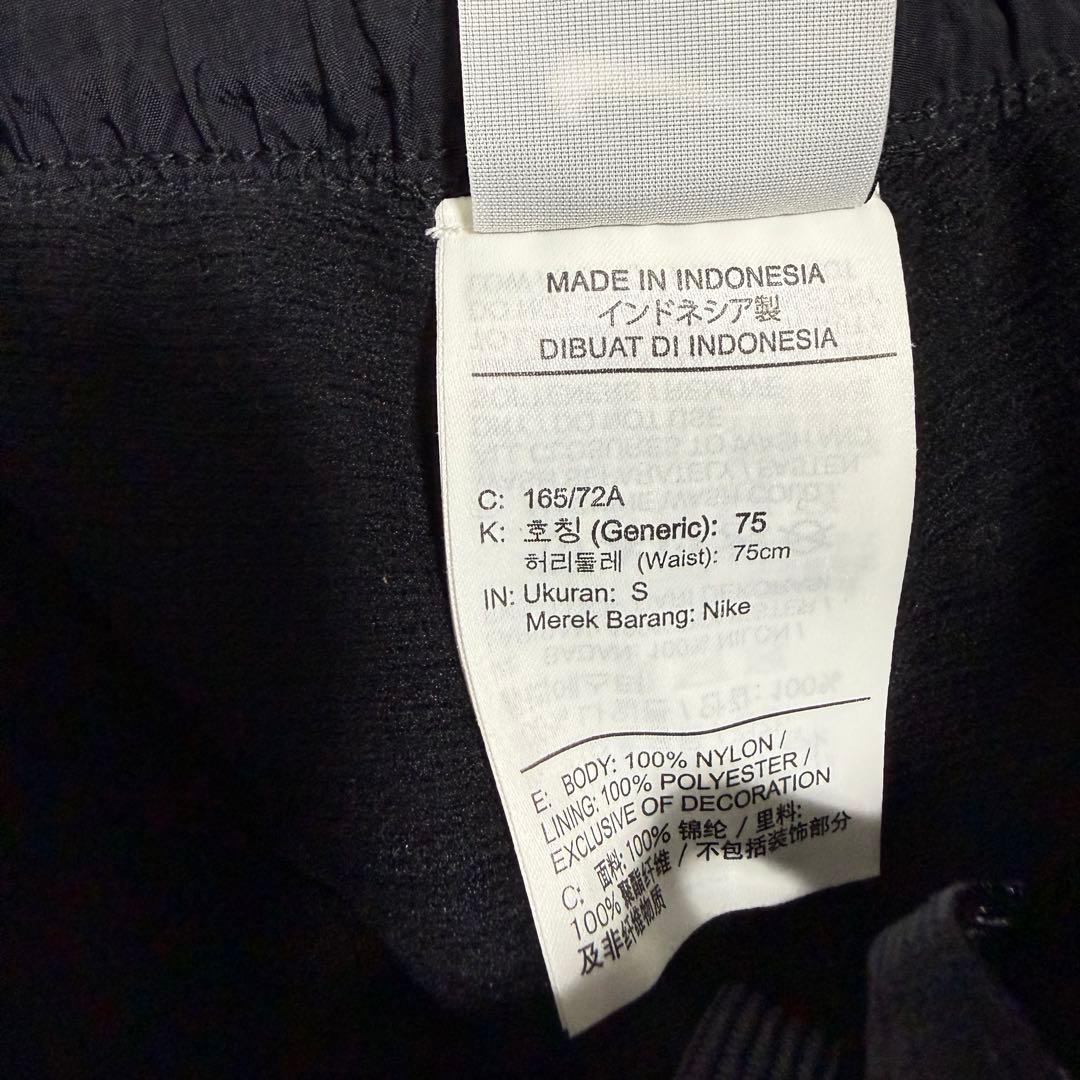 MADE IN INDONESIA
インドネシア製
DIBUAT DI INDONESIA
C: 165/72A
K: 호칭 (Generic): 75
허리둘레 (Waist): 75cm
IN: Ukuran: S
Merek Barang: Nike
E: BODY: 100% NYLON /
LINING: 100% POLYESTER /
EXCLUSIVE OF DECORATION
C: 面料: 100% 锦纶 / 里料:
100% 聚酯纤维 / 不包括装饰部分
及非纤维物质